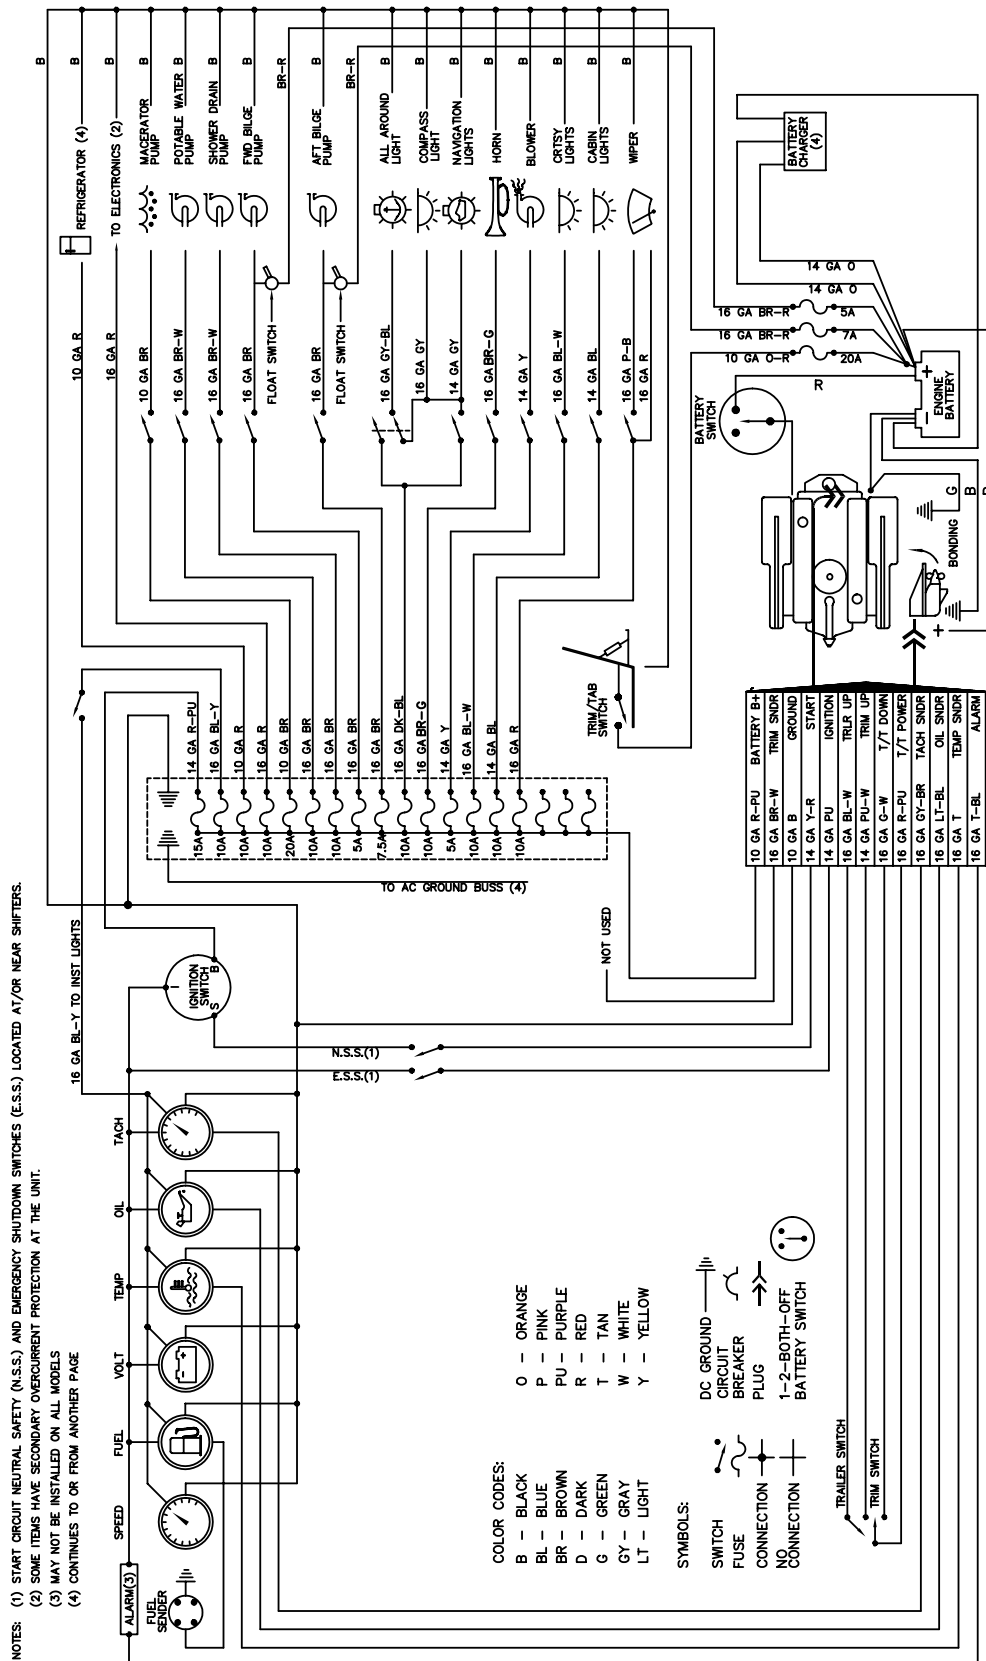 NOTES: (1) START CIRCUIT NEUTRAL SAFETY (N.S.S.) AND EMERGENCY SHUTDOWN SWITCHES (E.S.S.) LOCATED AT/OR NEAR SHIFTERS.
(2) SOME ITEMS HAVE SECONDARY OVERCURRENT PROTECTION AT THE UNIT.
(3) MAY NOT BE INSTALLED ON ALL MODELS
(4) CONTINUES TO OR FROM ANOTHER PAGE
ALARM(3)
FUEL
SENDER
SPEED
FUEL
VOLT
TEMP
OIL
TACH
16 GA BL-Y TO INST LIGHTS
I
IGNITION
SWITCH
S
B
N.S.S.(1)
E.S.S.(1)
NOT USED
TO AC GROUND BUSS (4)
15A
10A
10A
10A
20A
10A
10A
5A
7.5A
10A
10A
5A
10A
10A
10A
14 GA R-PU
16 GA BL-Y
10 GA R
16 GA R
10 GA BR
16 GA BR
16 GA BR
16 GA BR
16 GA BR
16 GA DK-BL
16 GA BR-G
14 GA Y
16 GA BL-W
14 GA BL
16 GA R
10 GA R
16 GA R
10 GA BR
16 GA BR-W
16 GA BR-W
16 GA BR
FLOAT SWITCH
16 GA BR
FLOAT SWITCH
16 GA GY-BL
16 GA GY
14 GA GY
16 GA BR-G
14 GA Y
16 GA BL-W
14 GA BL
16 GA P-B
16 GA R
REFRIGERATOR (4)
TO ELECTRONICS (2)
MACERATOR
PUMP
POTABLE WATER
PUMP
SHOWER DRAIN
PUMP
FWD BILGE
PUMP
AFT BILGE
PUMP
ALL AROUND
LIGHT
COMPASS
LIGHT
NAVIGATION
LIGHTS
HORN
BLOWER
CRTSY
LIGHTS
CABIN
LIGHTS
WIPER
B
B
B
B
B
B
B
BR-R
B
BR-R
B
B
B
B
B
B
B
B
TRIM/TAB
SWITCH
BATTERY
SWITCH
BATTERY
CHARGER
(4)
14 GA O
14 GA O
16 GA BR-R
5A
16 GA BR-R
7A
10 GA O-R
20A
R
+
−
ENGINE
BATTERY
G
B
BONDING
+
10 GA R-PU BATTERY B+
16 GA BR-W TRIM SNDR
10 GA B GROUND
14 GA Y-R START
14 GA PU IGNITION
16 GA BL-W TRLR UP
14 GA PU-W TRIM UP
16 GA G-W T/T DOWN
16 GA R-PU T/T POWER
16 GA GY-BR TACH SNDR
16 GA LT-BL OIL SNDR
16 GA T TEMP SNDR
16 GA T-BL ALARM
COLOR CODES:
B – BLACK
BL – BLUE
BR – BROWN
D – DARK
G – GREEN
GY – GRAY
LT – LIGHT
O – ORANGE
P – PINK
PU – PURPLE
R – RED
T – TAN
W – WHITE
Y – YELLOW
SYMBOLS:
SWITCH
FUSE
CONNECTION
NO
CONNECTION
DC GROUND
CIRCUIT
BREAKER
PLUG
1-2-BOTH-OFF
BATTERY SWITCH
TRAILER SWITCH
TRIM SWITCH